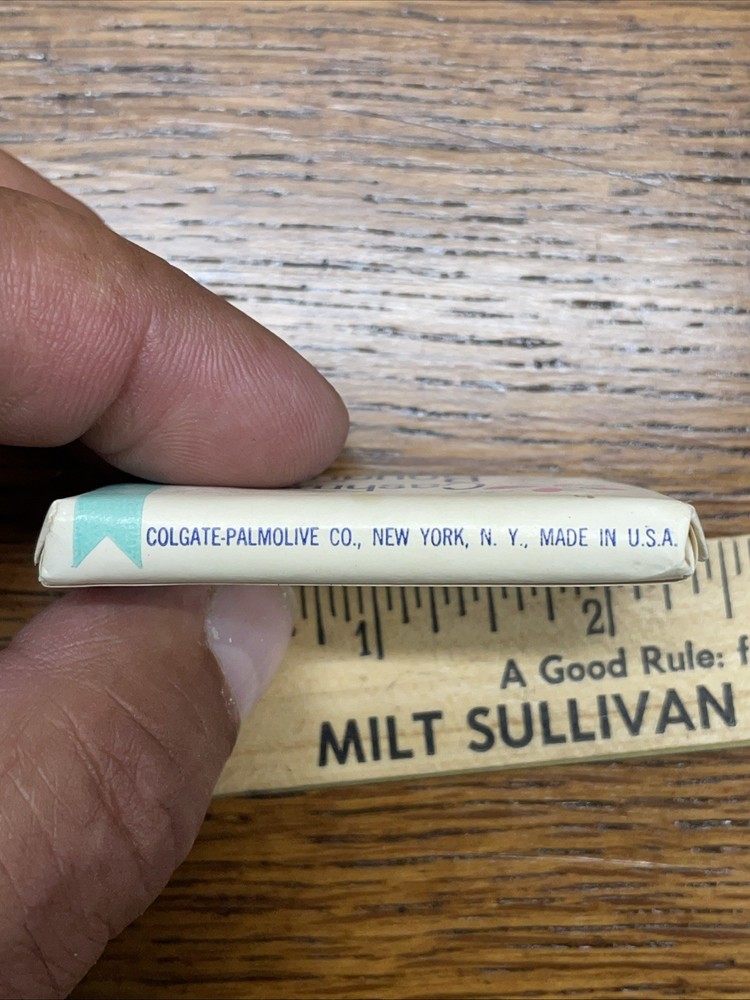 COLGATE-PALMOLIVE CO., NEW YORK, N. Y., MADE IN U.S.A.
1 2
A Good Rule:
MILT SULLIVAN